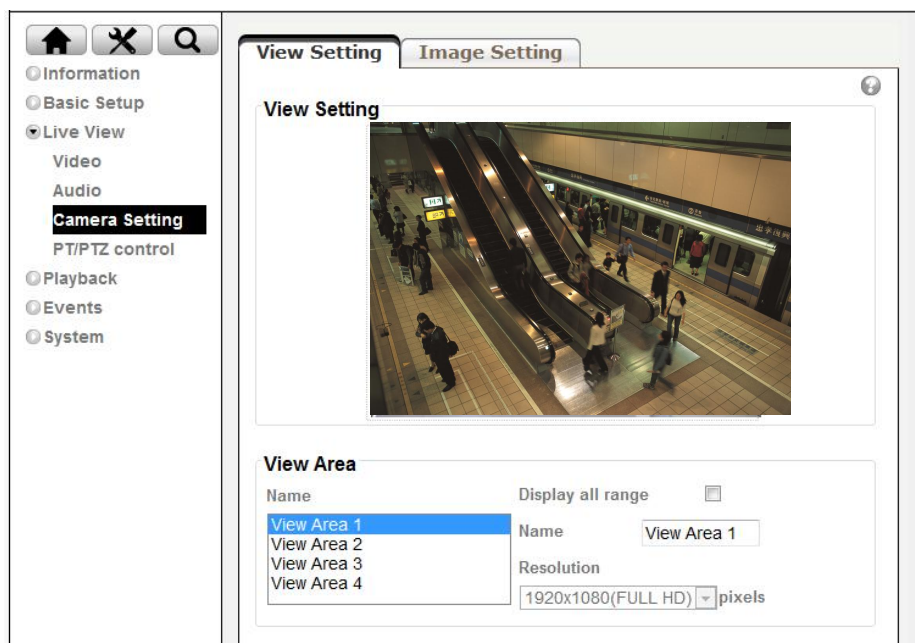 Information
Basic Setup
Live View
Video
Audio
Camera Setting
PT/PTZ control
Playback
Events
System
View Setting
Image Setting
View Setting
View Area
Name
View Area 1
View Area 2
View Area 3
View Area 4
Display all range
Name
View Area 1
Resolution
1920x1080(FULL HD)
pixels